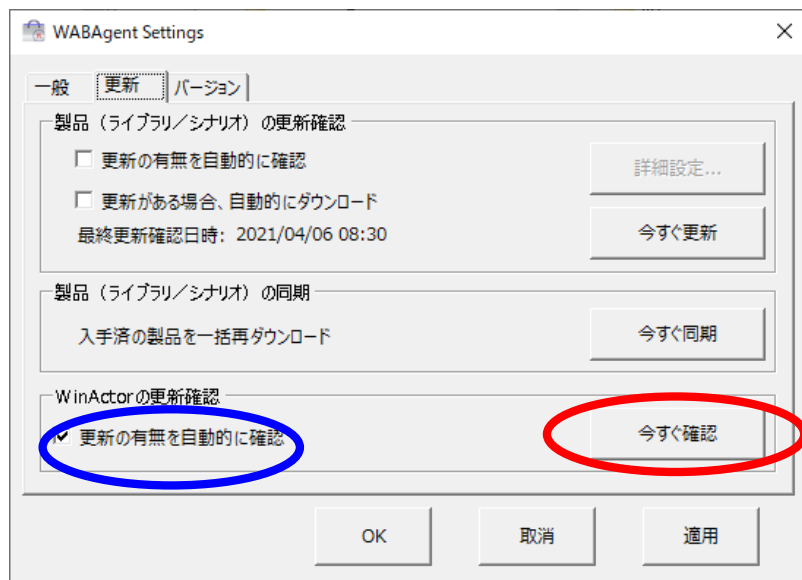 WABAgent Settings
一般 更新 バージョン
製品（ライブラリ／シナリオ）の更新確認
更新の有無を自動的に確認
詳細設定...
更新がある場合、自動的にダウンロード
最終更新確認日時: 2021/04/06 08:30
今すぐ更新
製品（ライブラリ／シナリオ）の同期
入手済の製品を一括再ダウンロード
今すぐ同期
WinActorの更新確認
更新の有無を自動的に確認
今すぐ確認
OK 取消 適用